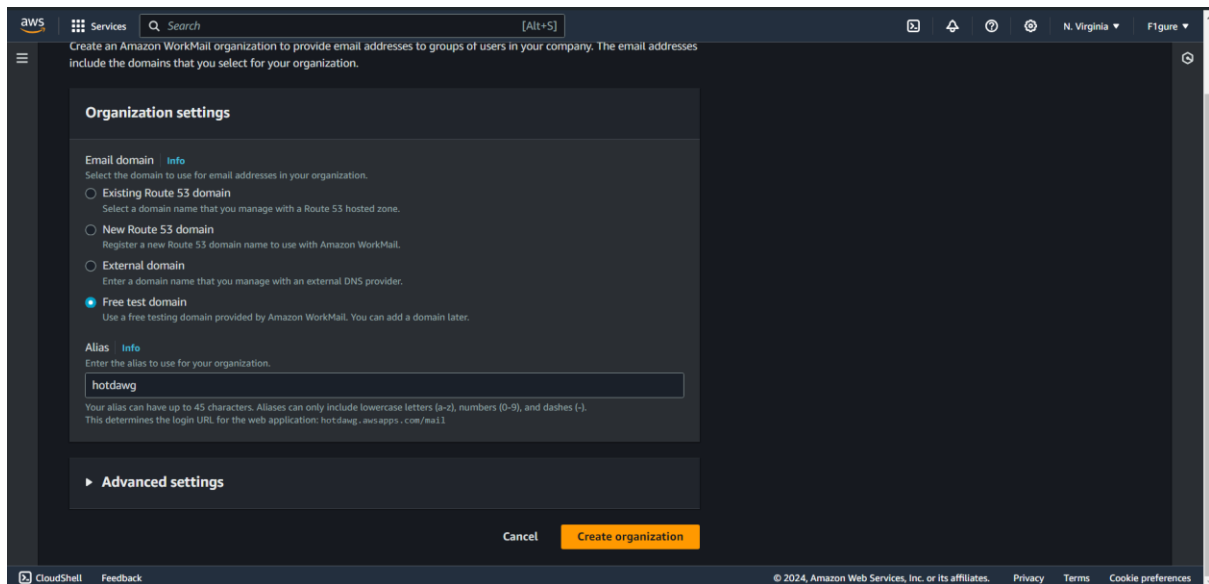 aws
Services
Search
[Alt+S]
N. Virginia
F1gure
Create an Amazon WorkMail organization to provide email addresses to groups of users in your company. The email addresses
include the domains that you select for your organization.
Organization settings
Email domain
Info
Select the domain to use for email addresses in your organization.
Existing Route 53 domain
Select a domain name that you manage with a Route 53 hosted zone.
New Route 53 domain
Register a new Route 53 domain name to use with Amazon WorkMail.
External domain
Enter a domain name that you manage with an external DNS provider.
Free test domain
Use a free testing domain provided by Amazon WorkMail. You can add a domain later.
Alias
Info
Enter the alias to use for your organization.
hotdawg
Your alias can have up to 45 characters. Aliases can only include lowercase letters (a-z), numbers (0-9), and dashes (-).
This determines the login URL for the web application: hotdawg.awsapps.com/mail
Advanced settings
Cancel
Create organization
CloudShell
Feedback
© 2024, Amazon Web Services, Inc. or its affiliates.
Privacy
Terms
Cookie preferences